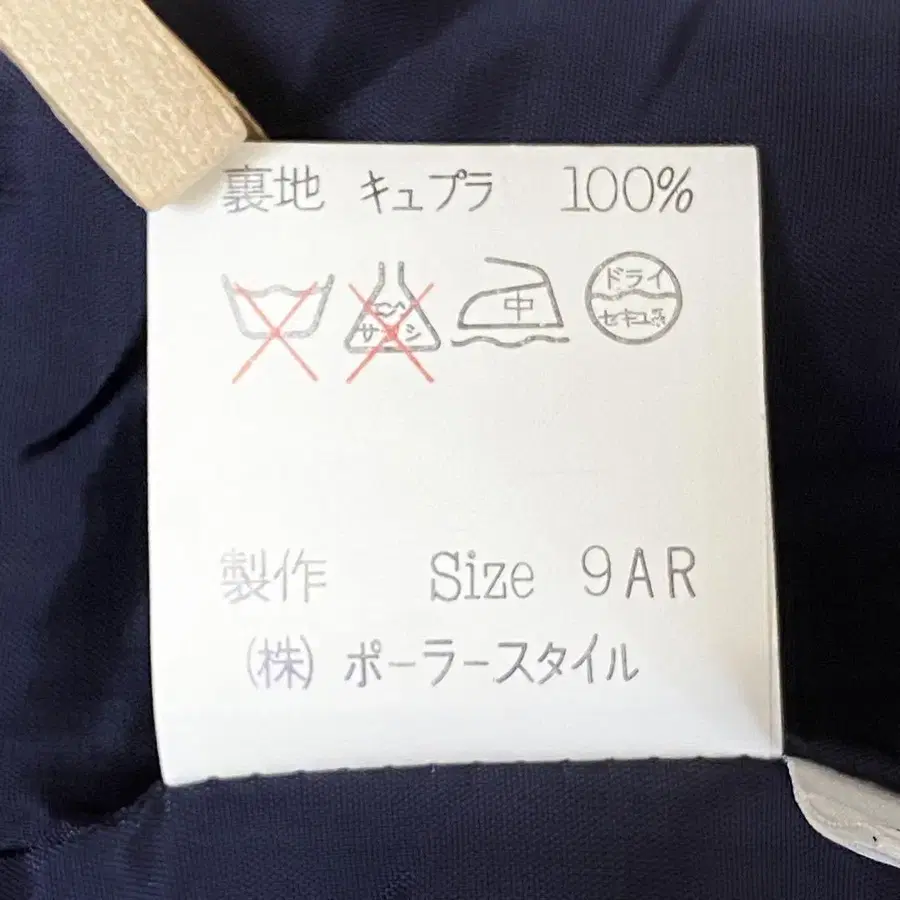 裏地 キュプラ 100%
エンソ
サラシ
中
ドライ
セキユ系
製作 Size 9AR
(株) ポーラースタイル